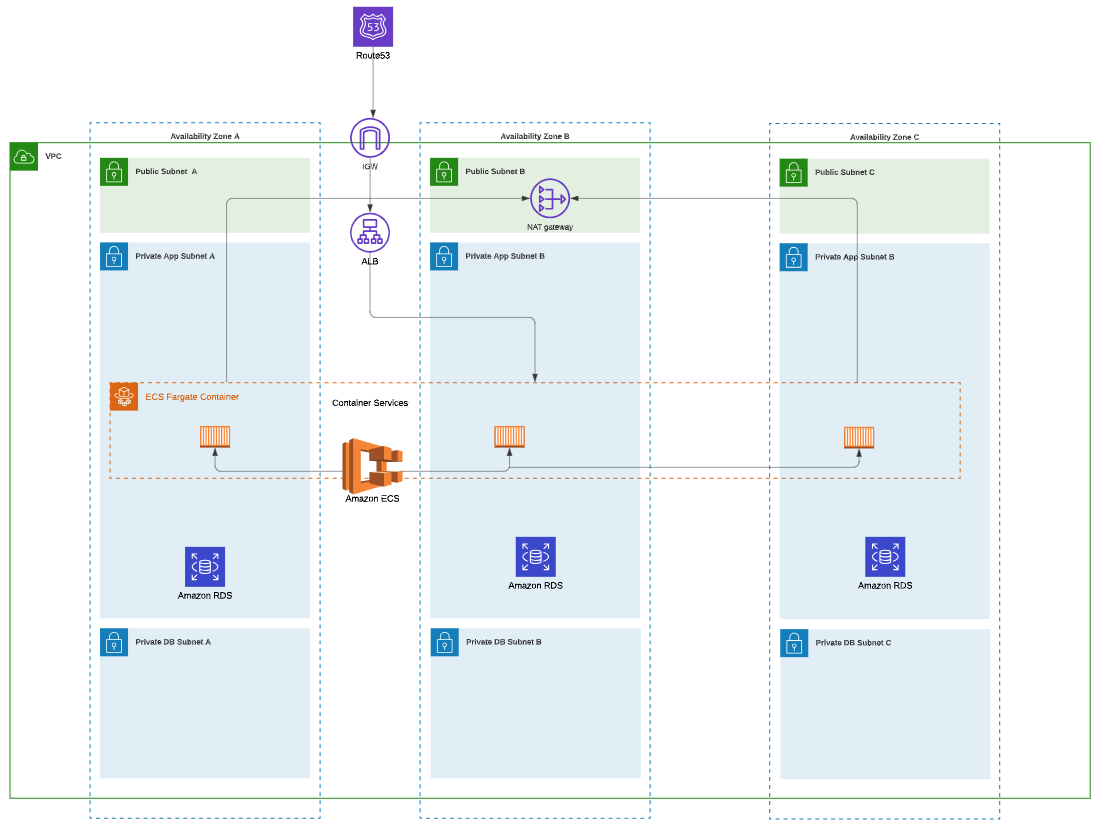 53
Route53
Availability Zone A
Availability Zone B
Availability Zone C
VPC
IGW
Public Subnet A
Public Subnet B
Public Subnet C
NAT gateway
ALB
Private App Subnet A
Private App Subnet B
Private App Subnet B
ECS Fargate Container
Container Services
Amazon ECS
Amazon RDS
Amazon RDS
Amazon RDS
Private DB Subnet A
Private DB Subnet B
Private DB Subnet C